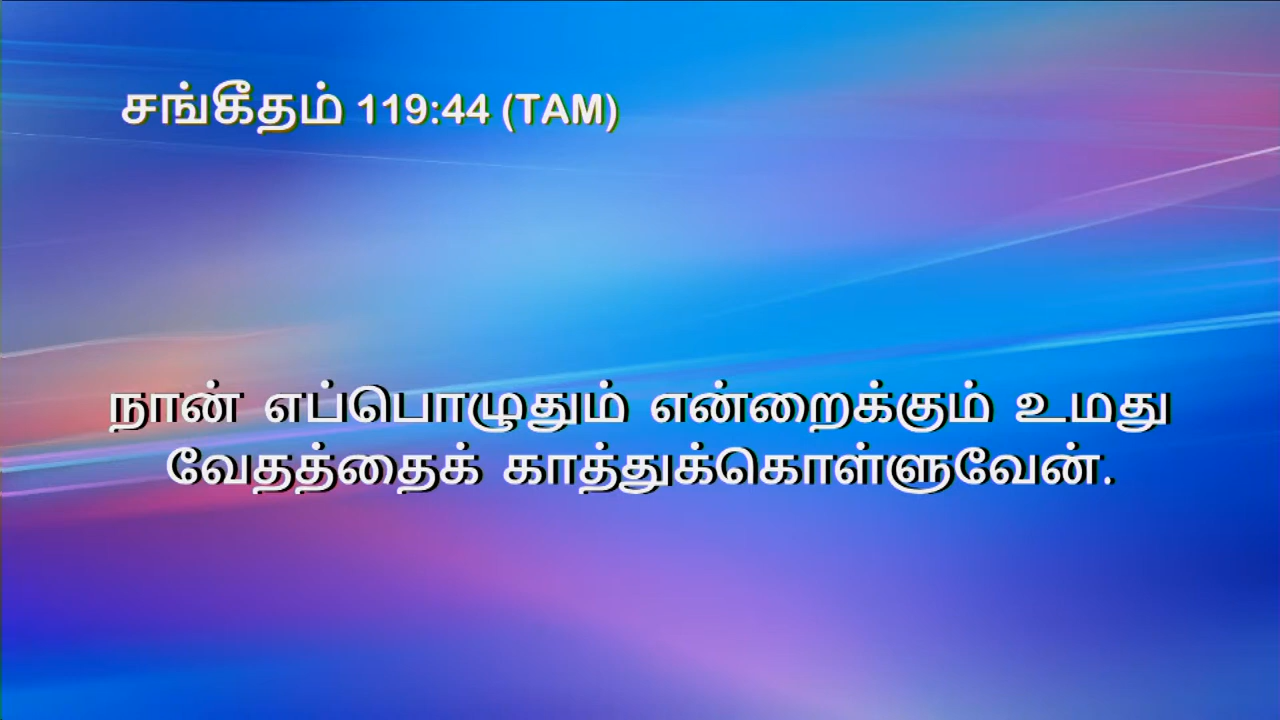 சங்கீதம் 119:44 (TAM)
நான் எப்பொழுதும் என்றைக்கும் உமது
வேதத்தைக் காத்துக்கொள்ளுவேன்.